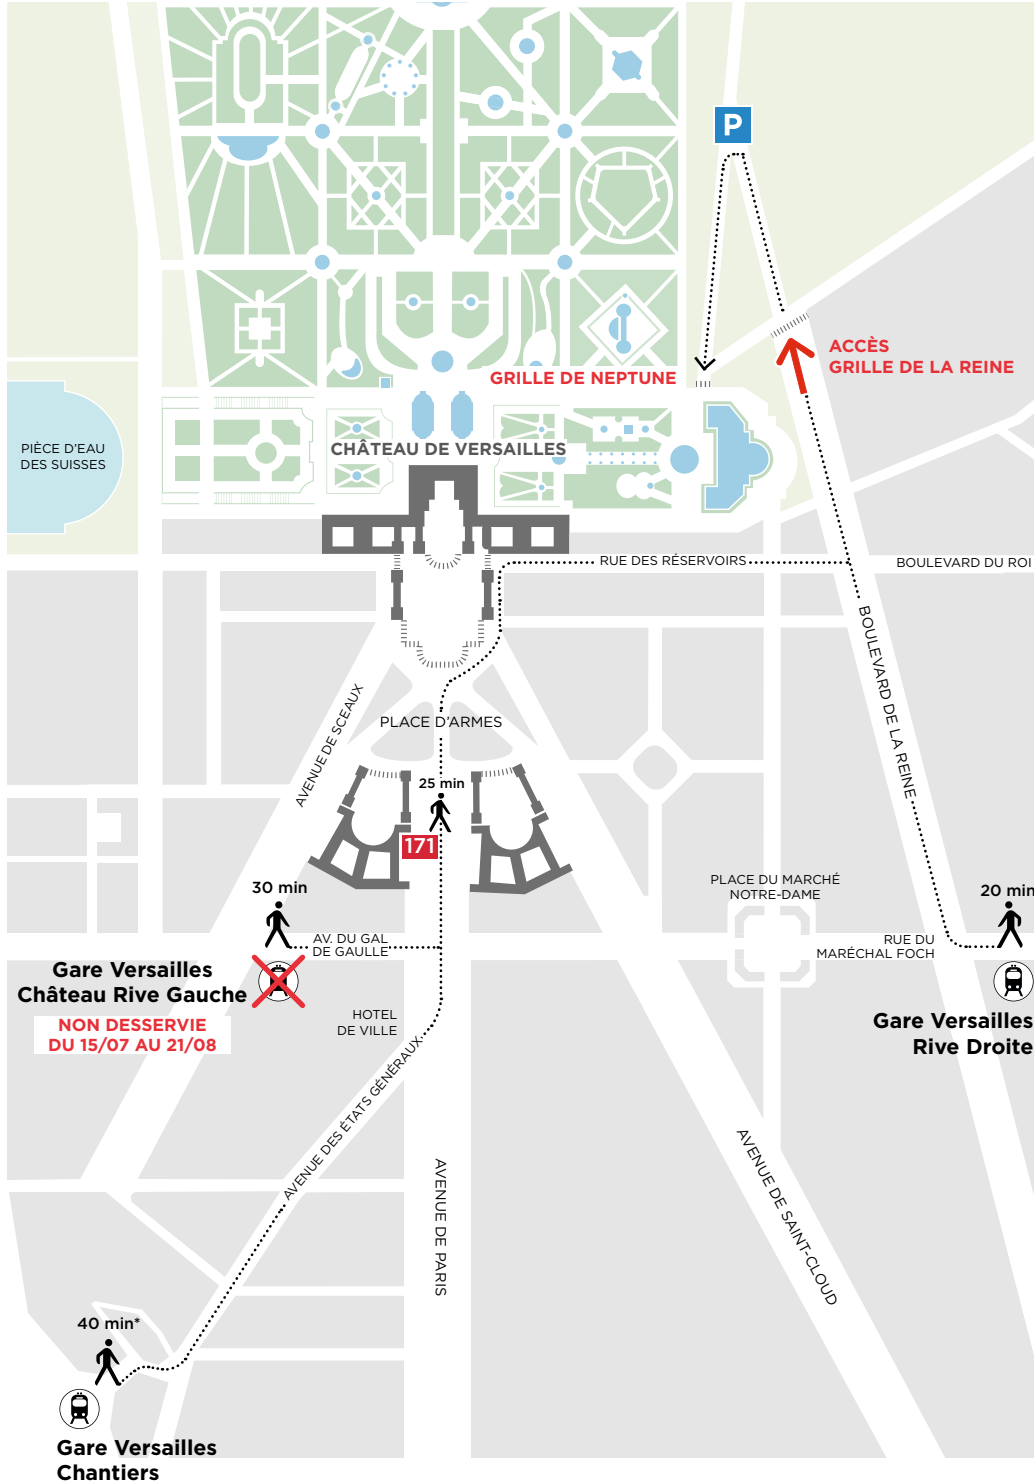 P
ACCÈS
GRILLE DE LA REINE
GRILLE DE NEPTUNE
PIÈCE D'EAU
DES SUISSES
CHÂTEAU DE VERSAILLES
RUE DES RÉSERVOIRS
BOULEVARD DU ROI
BOULEVARD DE LA REINE
AVENUE DE SCEAUX
PLACE D'ARMES
25 min
171
30 min
AV. DU GAL
DE GAULLE
PLACE DU MARCHÉ
NOTRE-DAME
20 min
RUE DU
MARÉCHAL FOCH
Gare Versailles
Château Rive Gauche
NON DESSERVIE
DU 15/07 AU 21/08
HOTEL
DE VILLE
Gare Versailles
Rive Droite
AVENUE DES ÉTATS GÉNÉRAUX
AVENUE DE PARIS
AVENUE DE SAINT-CLOUD
40 min*
Gare Versailles
Chantiers